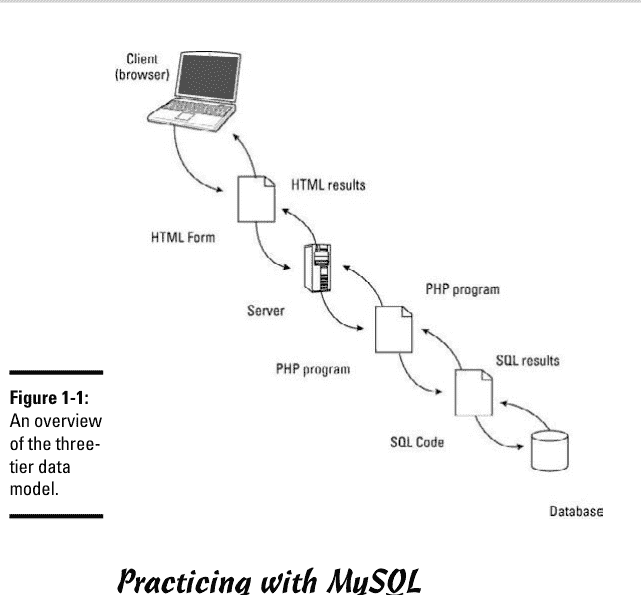 Client
(browser)
HTML results
HTML Form
PHP program
Server
SQL results
PHP program
Figure 1-1:
An overview
of the three-
tier data
model.
SQL Code
Database
Practicing with MySQL